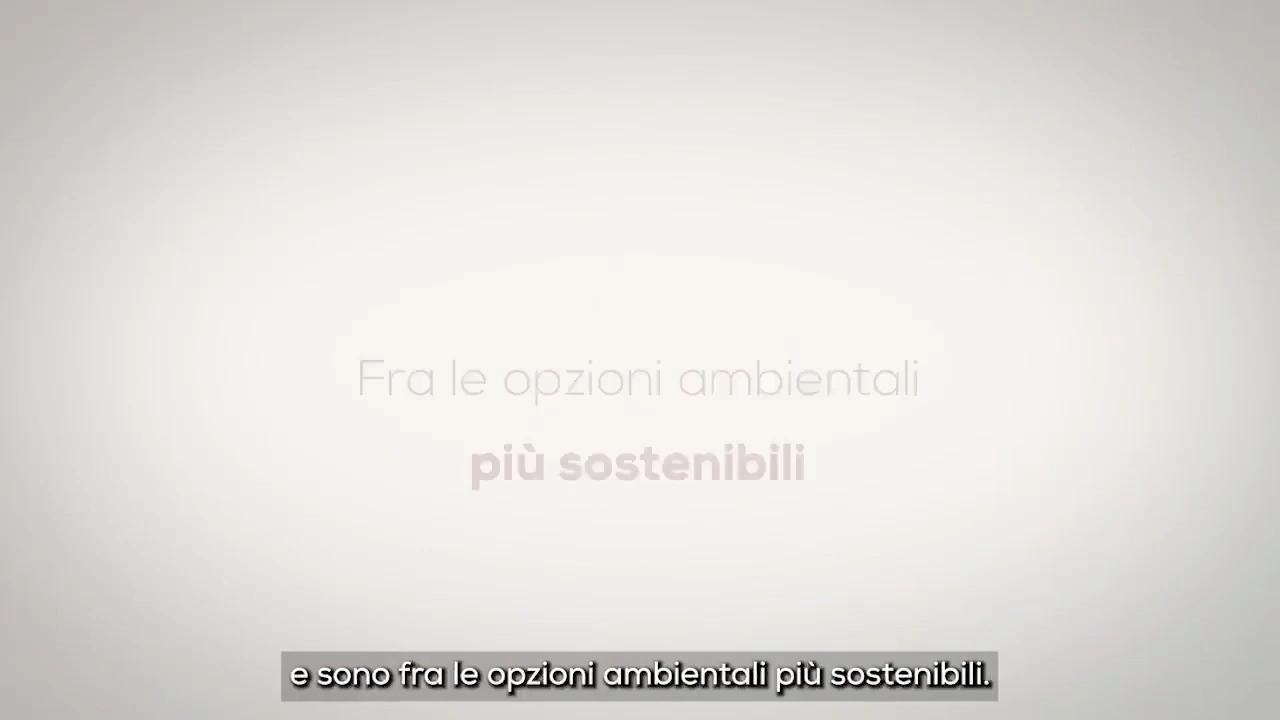 Fra le opzioni ambientali
più sostenibili
e sono fra le opzioni ambientali più sostenibili.